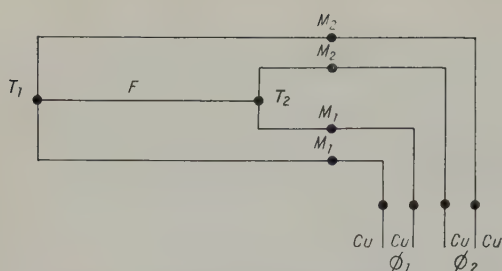 M₂
M₂
T₁ F T₂
M₁
M₁
Cu Cu Cu Cu
ϕ₁ ϕ₂